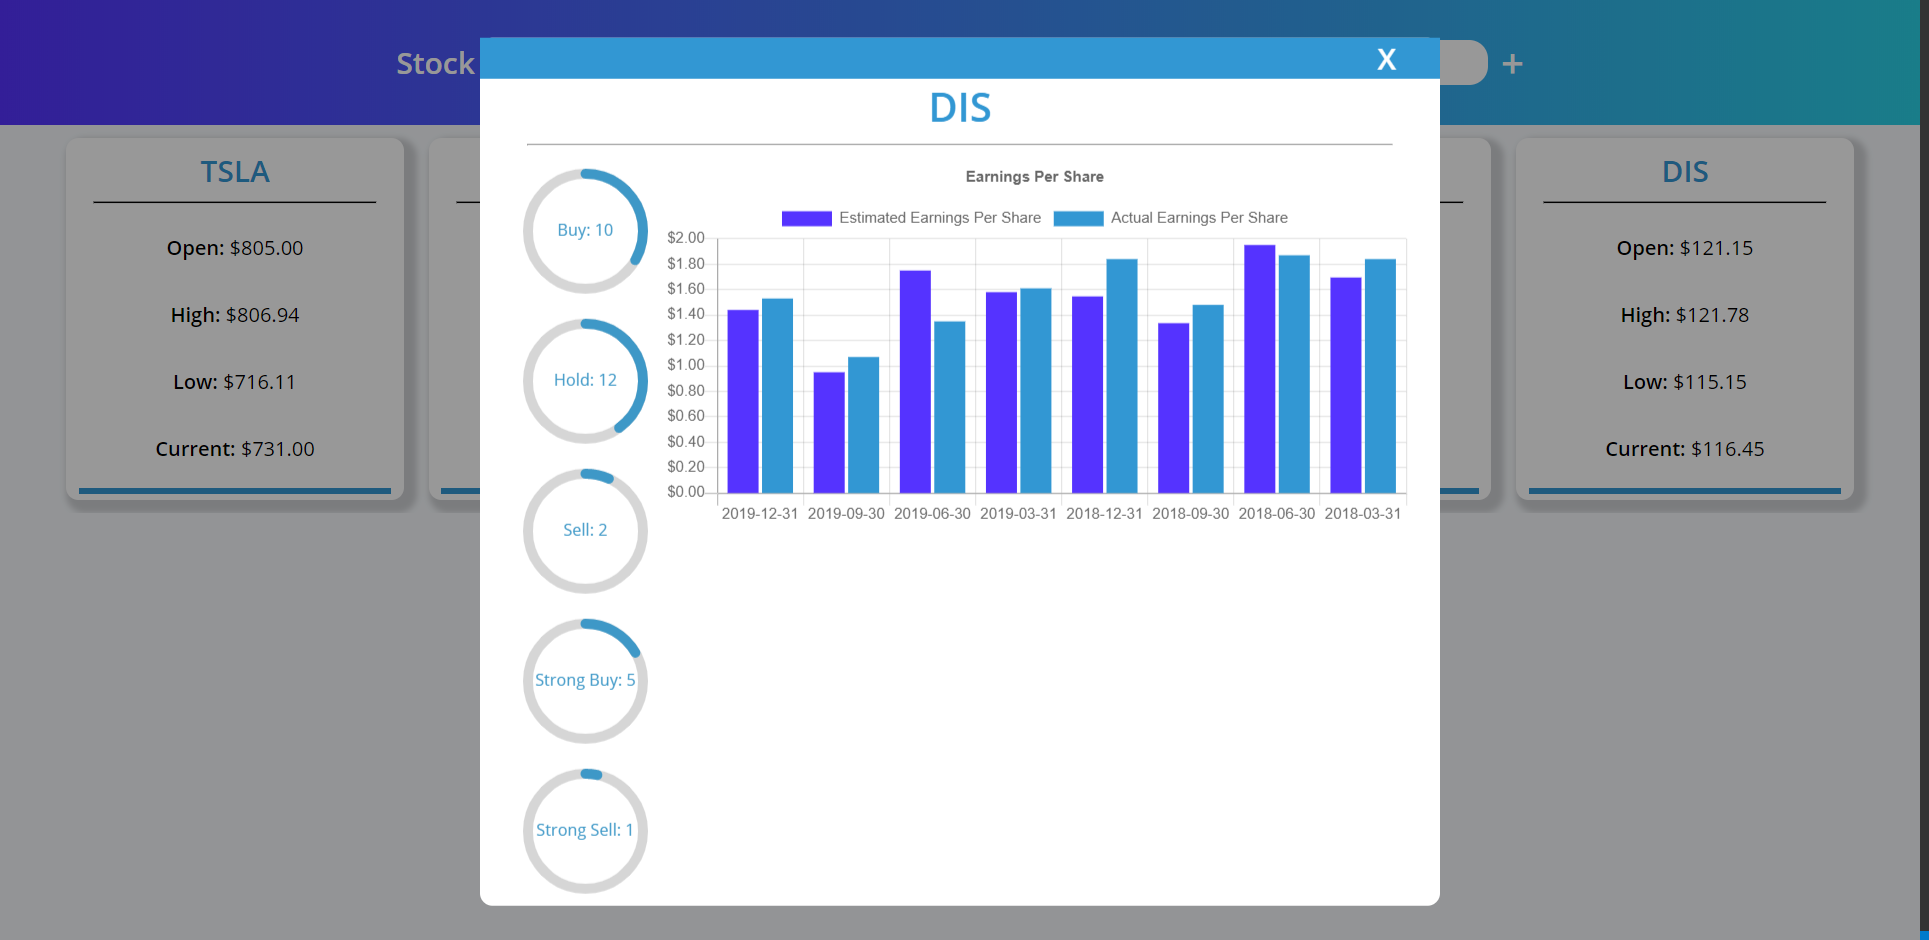 Stock
X
+
DIS
TSLA
Open: $805.00
High: $806.94
Low: $716.11
Current: $731.00
Buy: 10
Hold: 12
Sell: 2
Strong Buy: 5
Strong Sell: 1
Earnings Per Share
Estimated Earnings Per Share
Actual Earnings Per Share
$2.00
$1.80
$1.60
$1.40
$1.20
$1.00
$0.80
$0.60
$0.40
$0.20
$0.00
2019-12-31 2019-09-30 2019-06-30 2019-03-31 2018-12-31 2018-09-30 2018-06-30 2018-03-31
DIS
Open: $121.15
High: $121.78
Low: $115.15
Current: $116.45